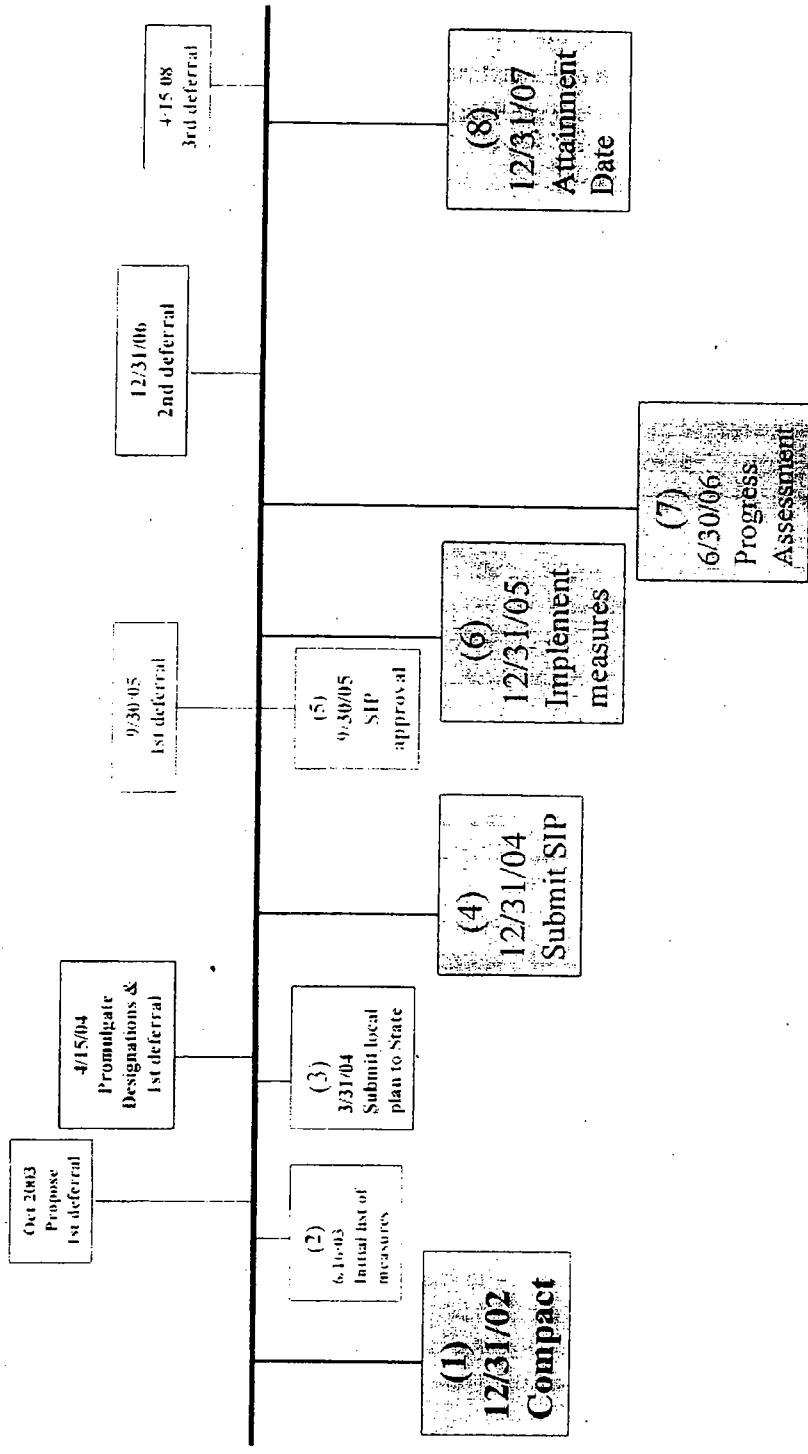 Oct 2003
Propose
1st deferral
4/15/04
Promulgate
Designations &
1st deferral
9/30/05
1st deferral
12/31/06
2nd deferral
4/15/08
3rd deferral
(1)
12/31/02
Compact
(2)
6/16/03
Initial list of
measures
(3)
3/31/04
Submit local
plan to State
(4)
12/31/04
Submit SIP
(5)
9/30/05
SIP
approval
(6)
12/31/05
Implement
measures
(7)
6/30/06
Progress
Assessment
(8)
12/31/07
Attainment
Date